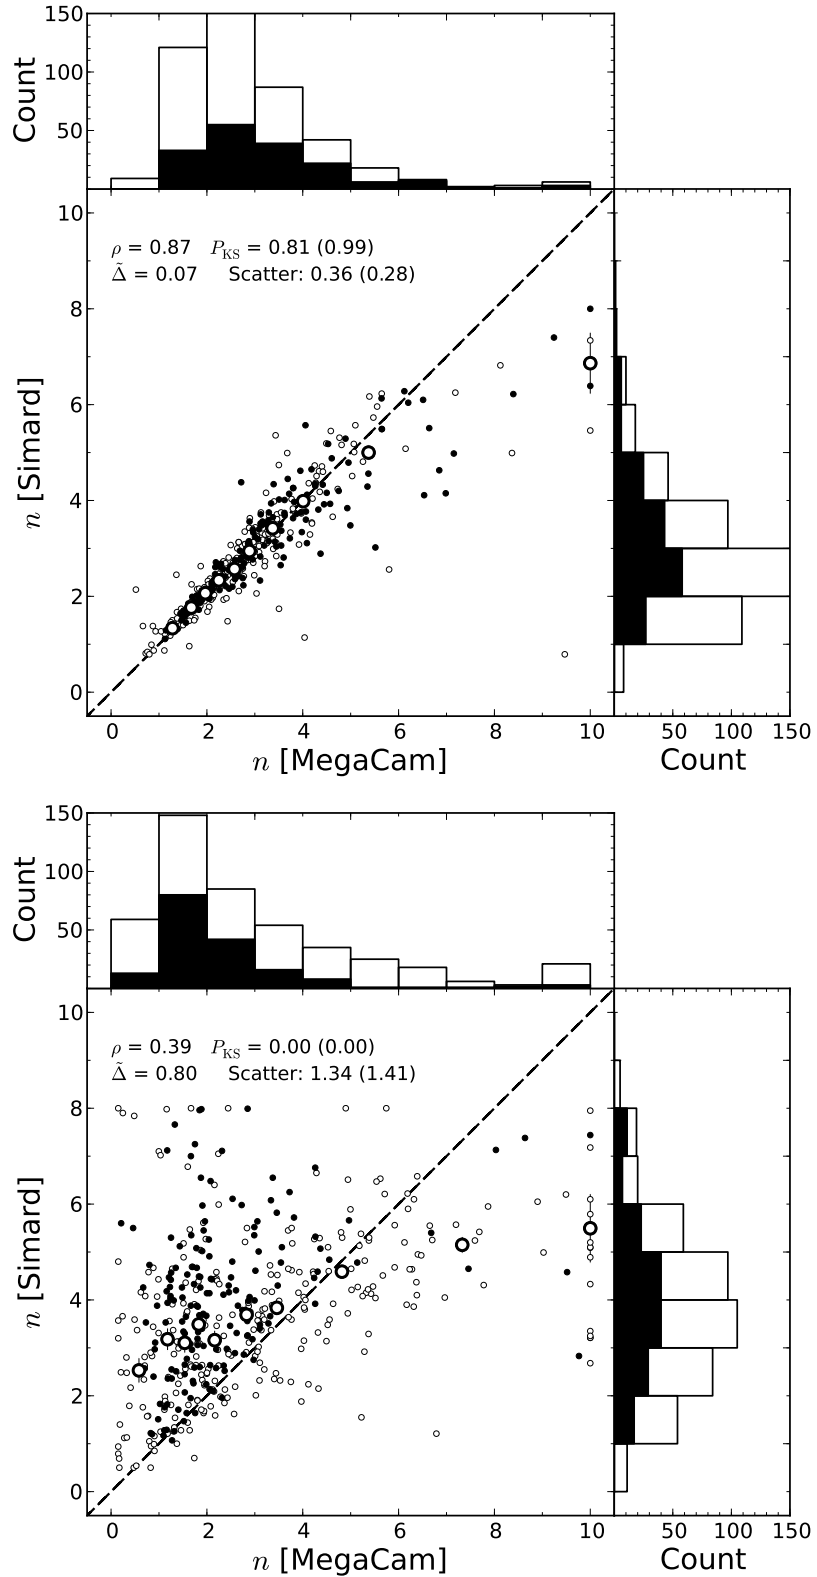 150
100
50
Count
10
8
6
4
2
0
n [Simard]
ρ = 0.87 P_KS = 0.81 (0.99)
Δ̃ = 0.07 Scatter: 0.36 (0.28)
0 2 4 6 8 10
n [MegaCam]
50 100 150
Count
150
100
50
Count
10
8
6
4
2
0
n [Simard]
ρ = 0.39 P_KS = 0.00 (0.00)
Δ̃ = 0.80 Scatter: 1.34 (1.41)
0 2 4 6 8 10
n [MegaCam]
50 100 150
Count